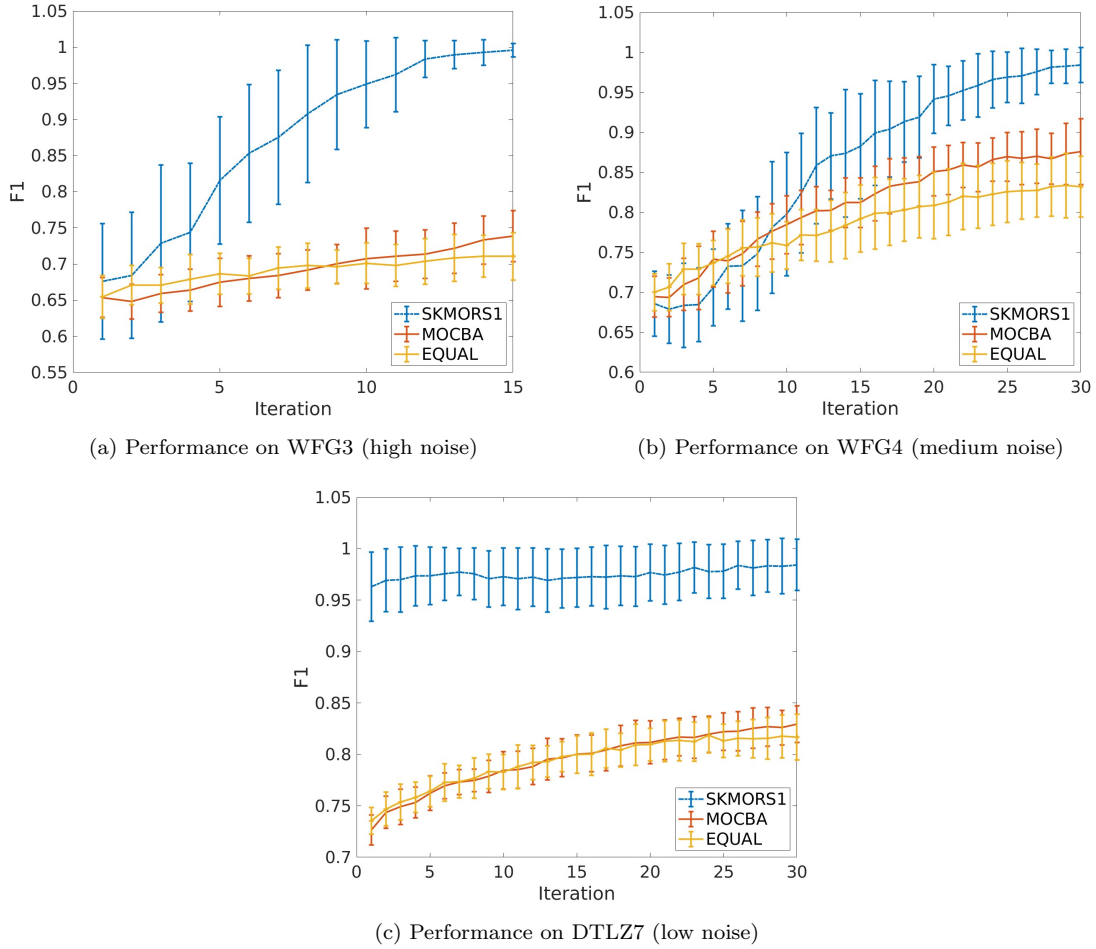 1.05
1
0.95
0.9
0.85
0.8
0.75
0.7
0.65
0.6
0.55
F1
0
5
10
15
Iteration
SKMORS1
MOCBA
EQUAL
(a) Performance on WFG3 (high noise)
1.05
1
0.95
0.9
0.85
0.8
0.75
0.7
0.65
0.6
F1
0
5
10
15
20
25
30
Iteration
SKMORS1
MOCBA
EQUAL
(b) Performance on WFG4 (medium noise)
1.05
1
0.95
0.9
0.85
0.8
0.75
0.7
F1
0
5
10
15
20
25
30
Iteration
SKMORS1
MOCBA
EQUAL
(c) Performance on DTLZ7 (low noise)